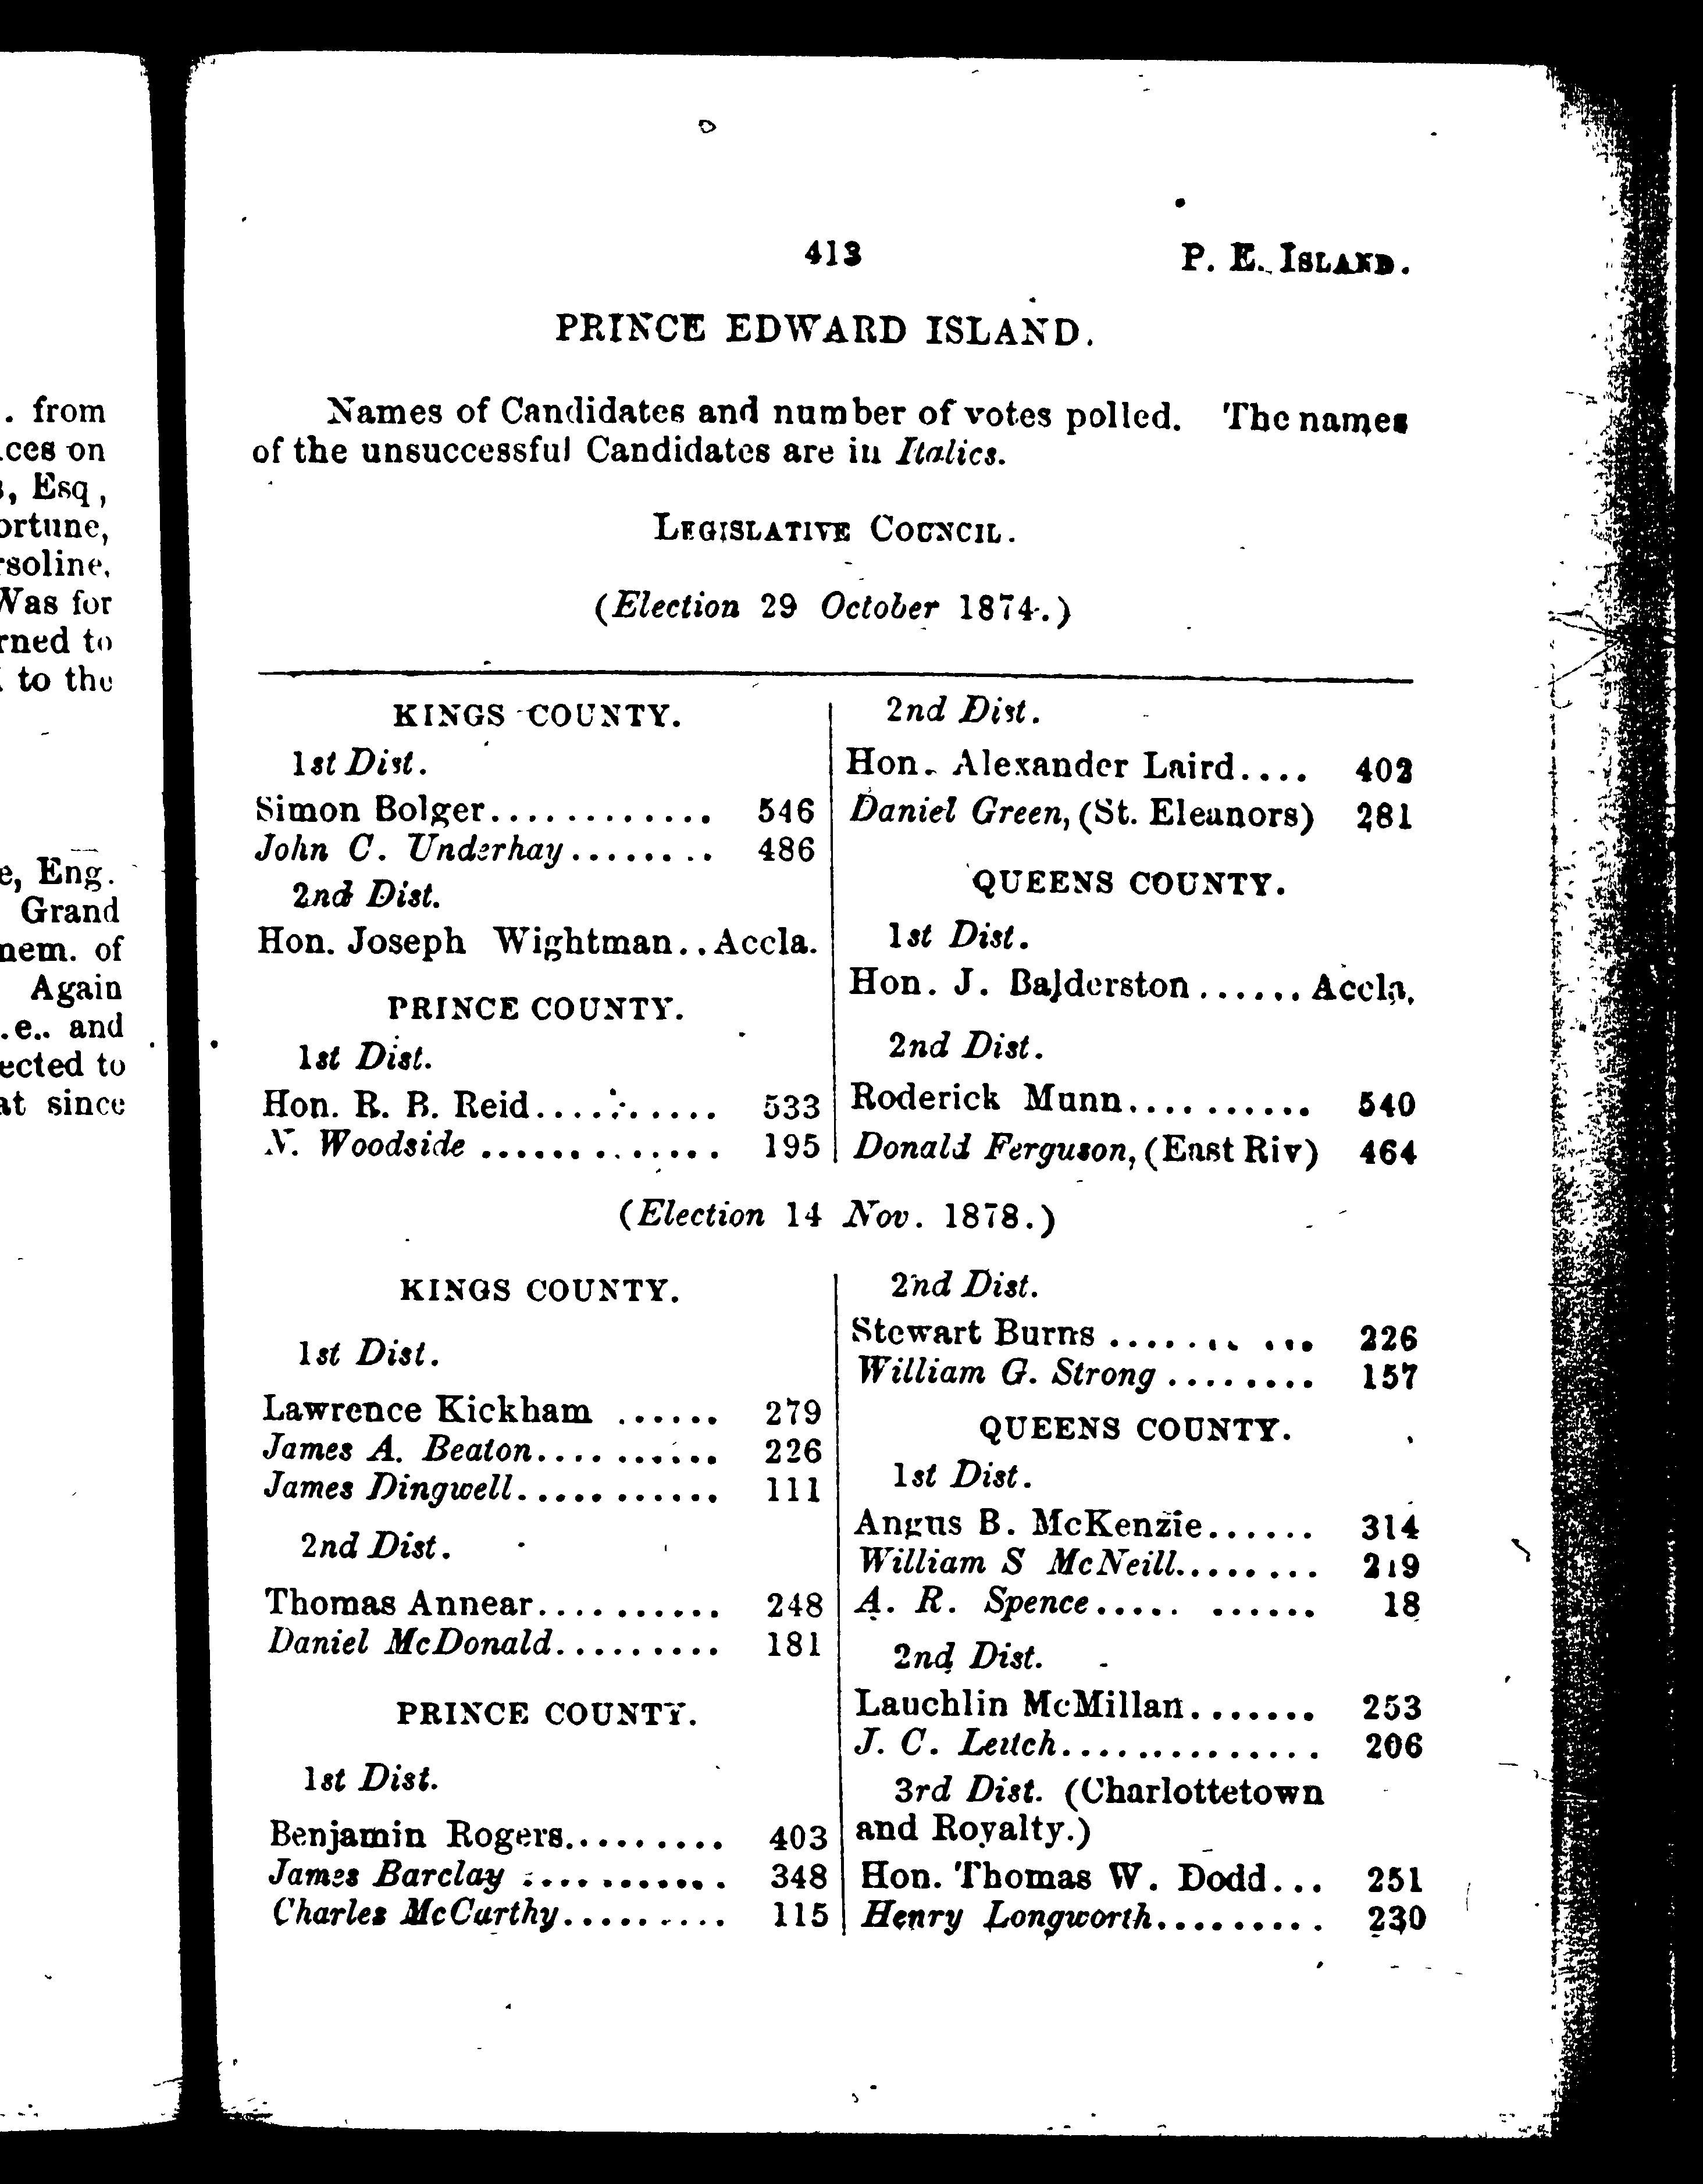 . from
ces on
, Esq,
ortune,
rsoline,
Was for
rned to
to the
e, Eng.
Grand
mem. of
Again
.e.. and
ected to
at since
413 P. E. ISLAND.
PRINCE EDWARD ISLAND.
Names of Candidates and number of votes polled. The names
of the unsuccessful Candidates are in Italics.
LEGISLATIVE COUNCIL.
(Election 29 October 1874.)
KINGS COUNTY.
1st Dist.
Simon Bolger............. 546
John C. Underhay........ 486
2nd Dist.
Hon. Joseph Wightman..Accla.
PRINCE COUNTY.
1st Dist.
Hon. R. R. Reid.......... 533
N. Woodside ............. 195
2nd Dist.
Hon. Alexander Laird.... 402
Daniel Green, (St. Eleanors) 281
QUEENS COUNTY.
1st Dist.
Hon. J. Balderston......Accla.
2nd Dist.
Roderick Munn........... 540
Donald Ferguson, (East Riv) 464
(Election 14 Nov. 1878.)
KINGS COUNTY.
1st Dist.
Lawrence Kickham ...... 279
James A. Beaton.......... 226
James Dingwell........... 111
2nd Dist.
Thomas Annear........... 248
Daniel McDonald......... 181
PRINCE COUNTY.
1st Dist.
Benjamin Rogers......... 403
James Barclay ........... 348
Charles McCarthy.......... 115
2nd Dist.
Stewart Burns .......... 226
William G. Strong ........ 157
QUEENS COUNTY.
1st Dist.
Angus B. McKenzie...... 314
William S McNeill........ 219
A. R. Spence..... ...... 18
2nd Dist.
Lauchlin McMillan....... 253
J. C. Leitch.............. 206
3rd Dist. (Charlottetown
and Royalty.)
Hon. Thomas W. Dodd... 251
Henry Longworth......... 230